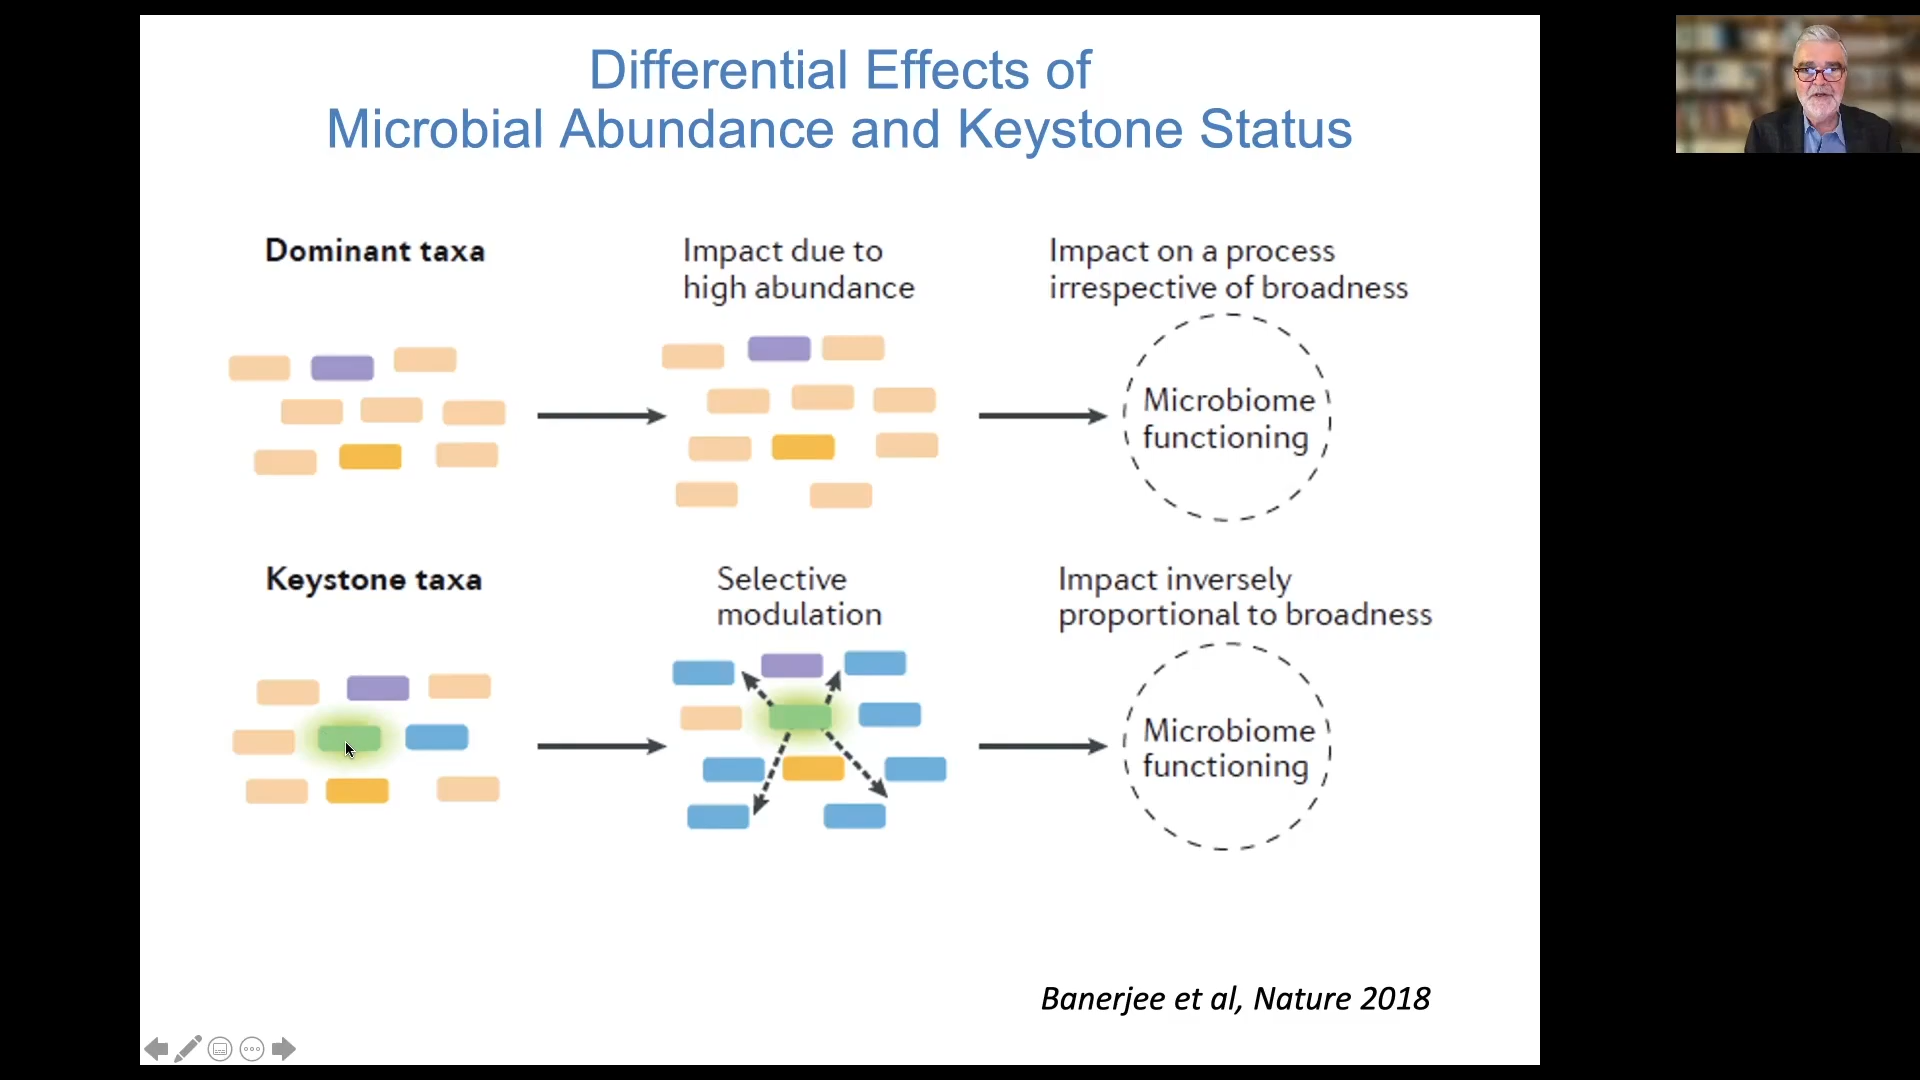 Differential Effects of
Microbial Abundance and Keystone Status
Dominant taxa
Impact due to
high abundance
Impact on a process
irrespective of broadness
Microbiome
functioning
Keystone taxa
Selective
modulation
Impact inversely
proportional to broadness
Microbiome
functioning
Banerjee et al, Nature 2018